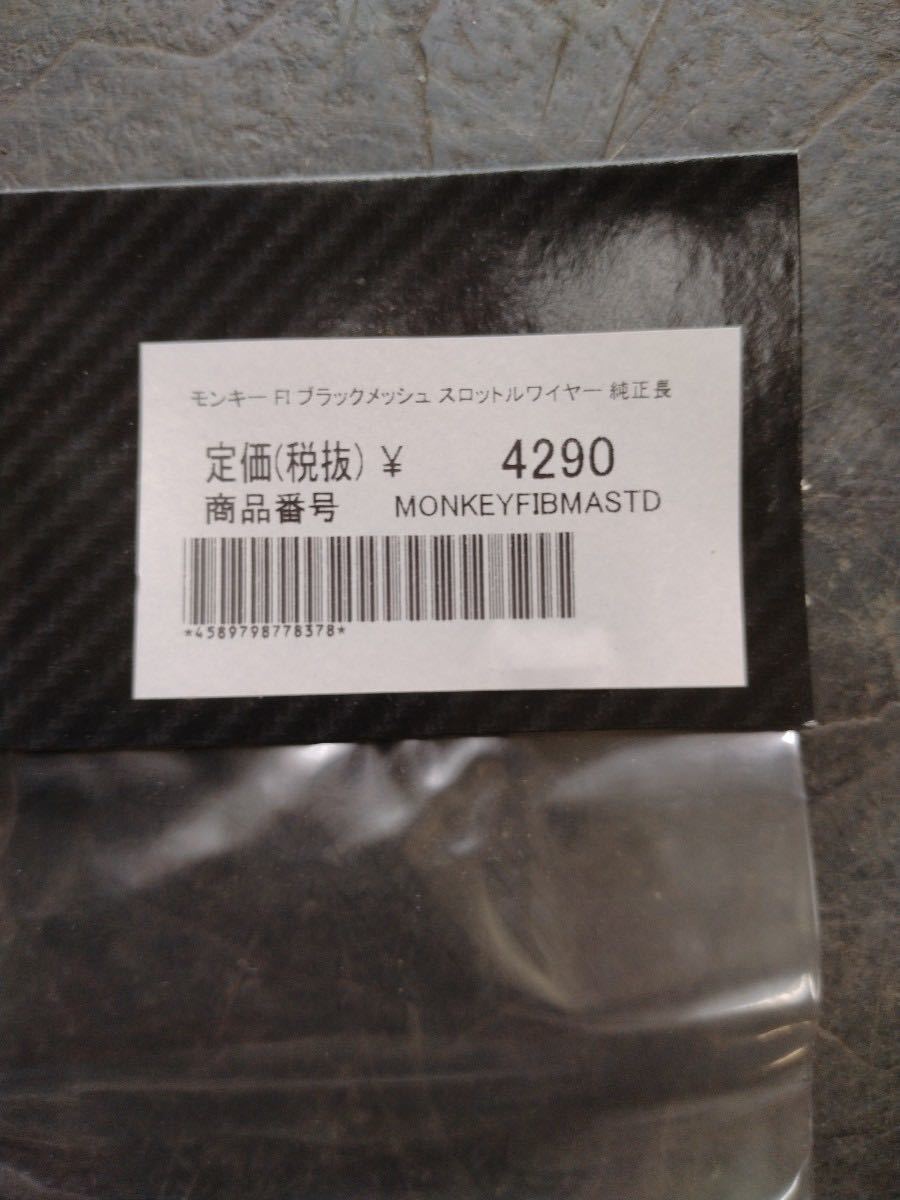 モンキー FI ブラックメッシュ スロットルワイヤー 純正長
定価(税抜) ¥ 4290
商品番号 MONKEYFIBMASTD
*4589798778378*